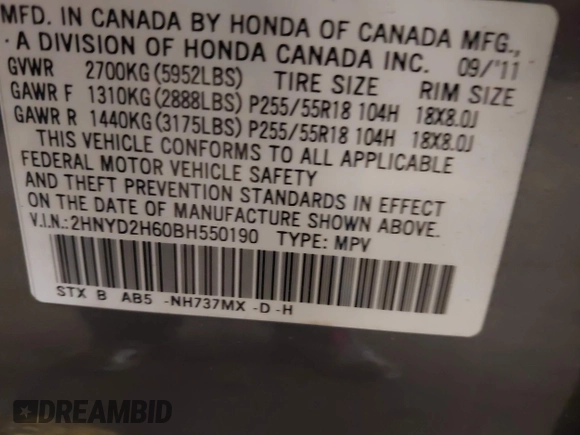 MFD. IN CANADA BY HONDA OF CANADA MFG.,
· A DIVISION OF HONDA CANADA INC. 09/'11
GVWR 2700KG(5952LBS) TIRE SIZE RIM SIZE
GAWR F 1310KG(2888LBS) P255/55R18 104H 18X8.0J
GAWR R 1440KG(3175LBS) P255/55R18 104H 18X8.0J
THIS VEHICLE CONFORMS TO ALL APPLICABLE
FEDERAL MOTOR VEHICLE SAFETY
AND THEFT PREVENTION STANDARDS IN EFFECT
ON THE DATE OF MANUFACTURE SHOWN ABOVE.
V.I.N.:2HNYD2H60BH550190 TYPE: MPV
STX B AB5 -NH737MX -D -H
DREAMBID